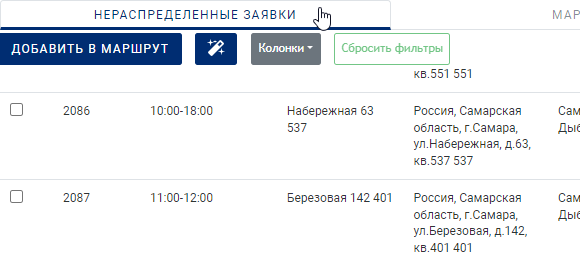 НЕРАСПРЕДЕЛЕННЫЕ ЗАЯВКИ
МАР
ДОБАВИТЬ В МАРШРУТ
Колонки
Сбросить фильтры
кв.551 551
2086
10:00-18:00
Набережная 63
537
Россия, Самарская
область, г.Самара,
ул.Набережная, д.63,
кв.537 537
Сам
Дыб
2087
11:00-12:00
Березовая 142 401
Россия, Самарская
область, г.Самара,
ул.Березовая, д.142,
кв.401 401
Сам
Дыб